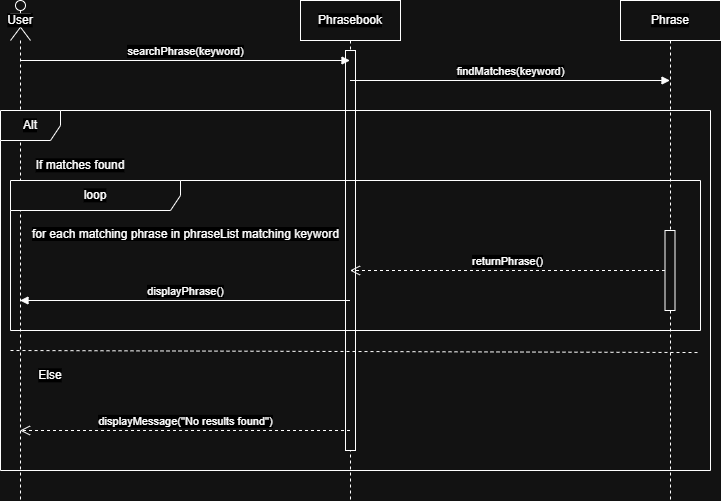 User
Phrasebook
Phrase
searchPhrase(keyword)
findMatches(keyword)
Alt
If matches found
loop
for each matching phrase in phraseList matching keyword
returnPhrase()
displayPhrase()
Else
displayMessage("No results found")